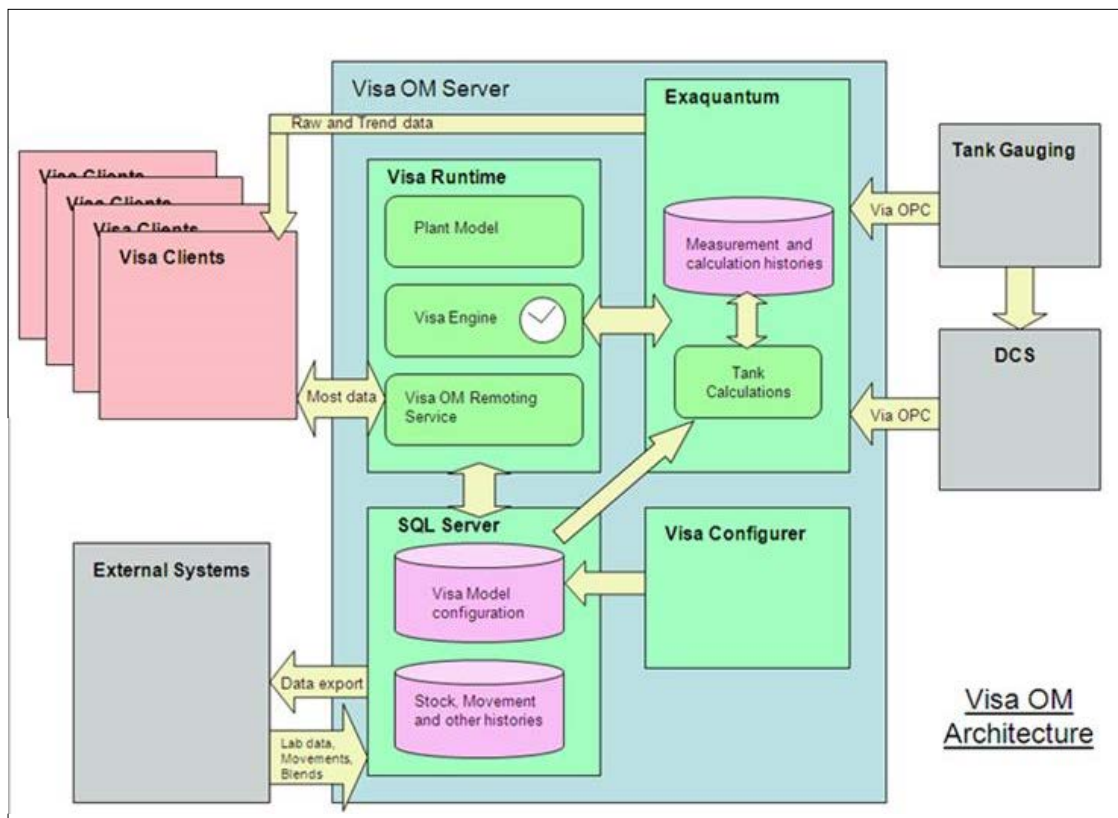 Visa OM Server
Raw and Trend data
Exaquantum
Tank Gauging
Via OPC
Visa Clients
Visa Clients
Visa Clients
Visa Clients
Visa Runtime
Plant Model
Visa Engine
Visa OM Remoting
Service
Most data
Measurement and
calculation histories
Tank
Calculations
DCS
Via OPC
SQL Server
Visa Model
configuration
Stock, Movement
and other histories
Visa Configurer
External Systems
Data export
Lab data,
Movements,
Blends
Visa OM
Architecture